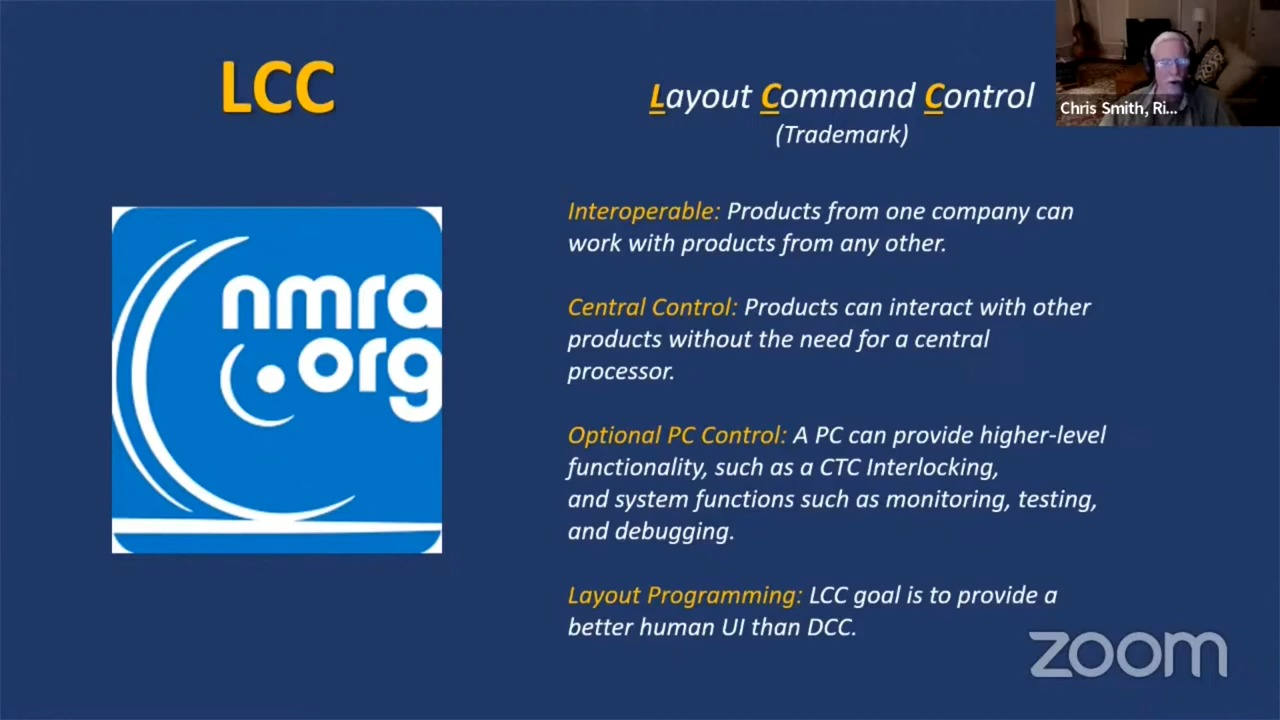 LCC
Layout Command Control
(Trademark)
Chris Smith, Ri...
nmra
.org
Interoperable: Products from one company can
work with products from any other.
Central Control: Products can interact with other
products without the need for a central
processor.
Optional PC Control: A PC can provide higher-level
functionality, such as a CTC Interlocking,
and system functions such as monitoring, testing,
and debugging.
Layout Programming: LCC goal is to provide a
better human UI than DCC.
zoom